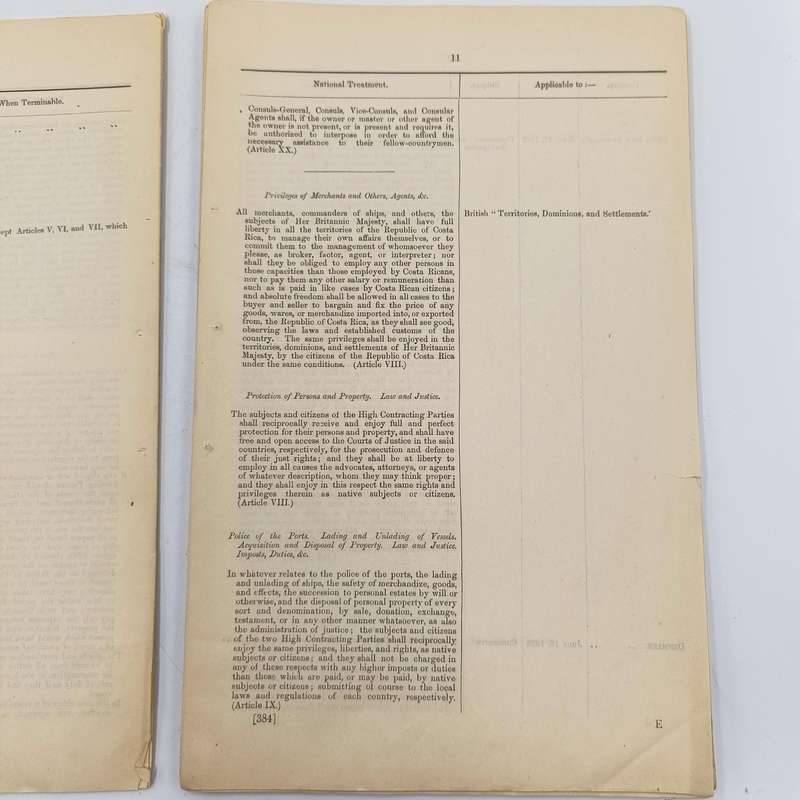 When Terminable.
ept Articles V, VI, and VII, which
11
National Treatment.
Applicable to :—
Consuls-General, Consuls, Vice-Consuls, and Consular
Agents shall, if the owner or master or other agent of
the owner is not present, or is present and requires it,
be authorized to interpose in order to afford the
necessary assistance to their fellow-countrymen.
(Article XX.)
Privileges of Merchants and Others, Agents, &c.
All merchants, commanders of ships, and others, the
subjects of Her Britannic Majesty, shall have full
liberty in all the territories of the Republic of Costa
Rica, to manage their own affairs themselves, or to
commit them to the management of whomsoever they
please, as broker, factor, agent, or interpreter; nor
shall they be obliged to employ any other persons in
those capacities than those employed by Costa Ricans,
nor to pay them any other salary or remuneration than
such as is paid in like cases by Costa Rican citizens;
and absolute freedom shall be allowed in all cases to the
buyer and seller to bargain and fix the price of any
goods, wares, or merchandize imported into, or exported
from, the Republic of Costa Rica, as they shall see good,
observing the laws and established customs of the
country. The same privileges shall be enjoyed in the
territories, dominions, and settlements of Her Britannic
Majesty, by the citizens of the Republic of Costa Rica
under the same conditions. (Article VIII.)
British " Territories, Dominions, and Settlements.'
Protection of Persons and Property. Law and Justice.
The subjects and citizens of the High Contracting Parties
shall reciprocally receive and enjoy full and perfect
protection for their persons and property, and shall have
free and open access to the Courts of Justice in the said
countries, respectively, for the prosecution and defence
of their just rights; and they shall be at liberty to
employ in all causes the advocates, attorneys, or agents
of whatever description, whom they may think proper;
and they shall enjoy in this respect the same rights and
privileges therein as native subjects or citizens.
(Article VIII.)
Police of the Ports. Lading and Unlading of Vessels.
Acquisition and Disposal of Property. Law and Justice.
Imposts, Duties, &c.
In whatever relates to the police of the ports, the lading
and unlading of ships, the safety of merchandize, goods,
and effects, the succession to personal estates by will or
otherwise, and the disposal of personal property of every
sort and denomination, by sale, donation, exchange,
testament, or in any other manner whatsoever, as also
the administration of justice; the subjects and citizens
of the two High Contracting Parties shall reciprocally
enjoy the same privileges, liberties, and rights, as native
subjects or citizens; and they shall not be charged in
any of these respects with any higher imposts or duties
than those which are paid, or may be paid, by native
subjects or citizens; submitting of course to the local
laws and regulations of each country, respectively.
(Article IX.)
[384]
E